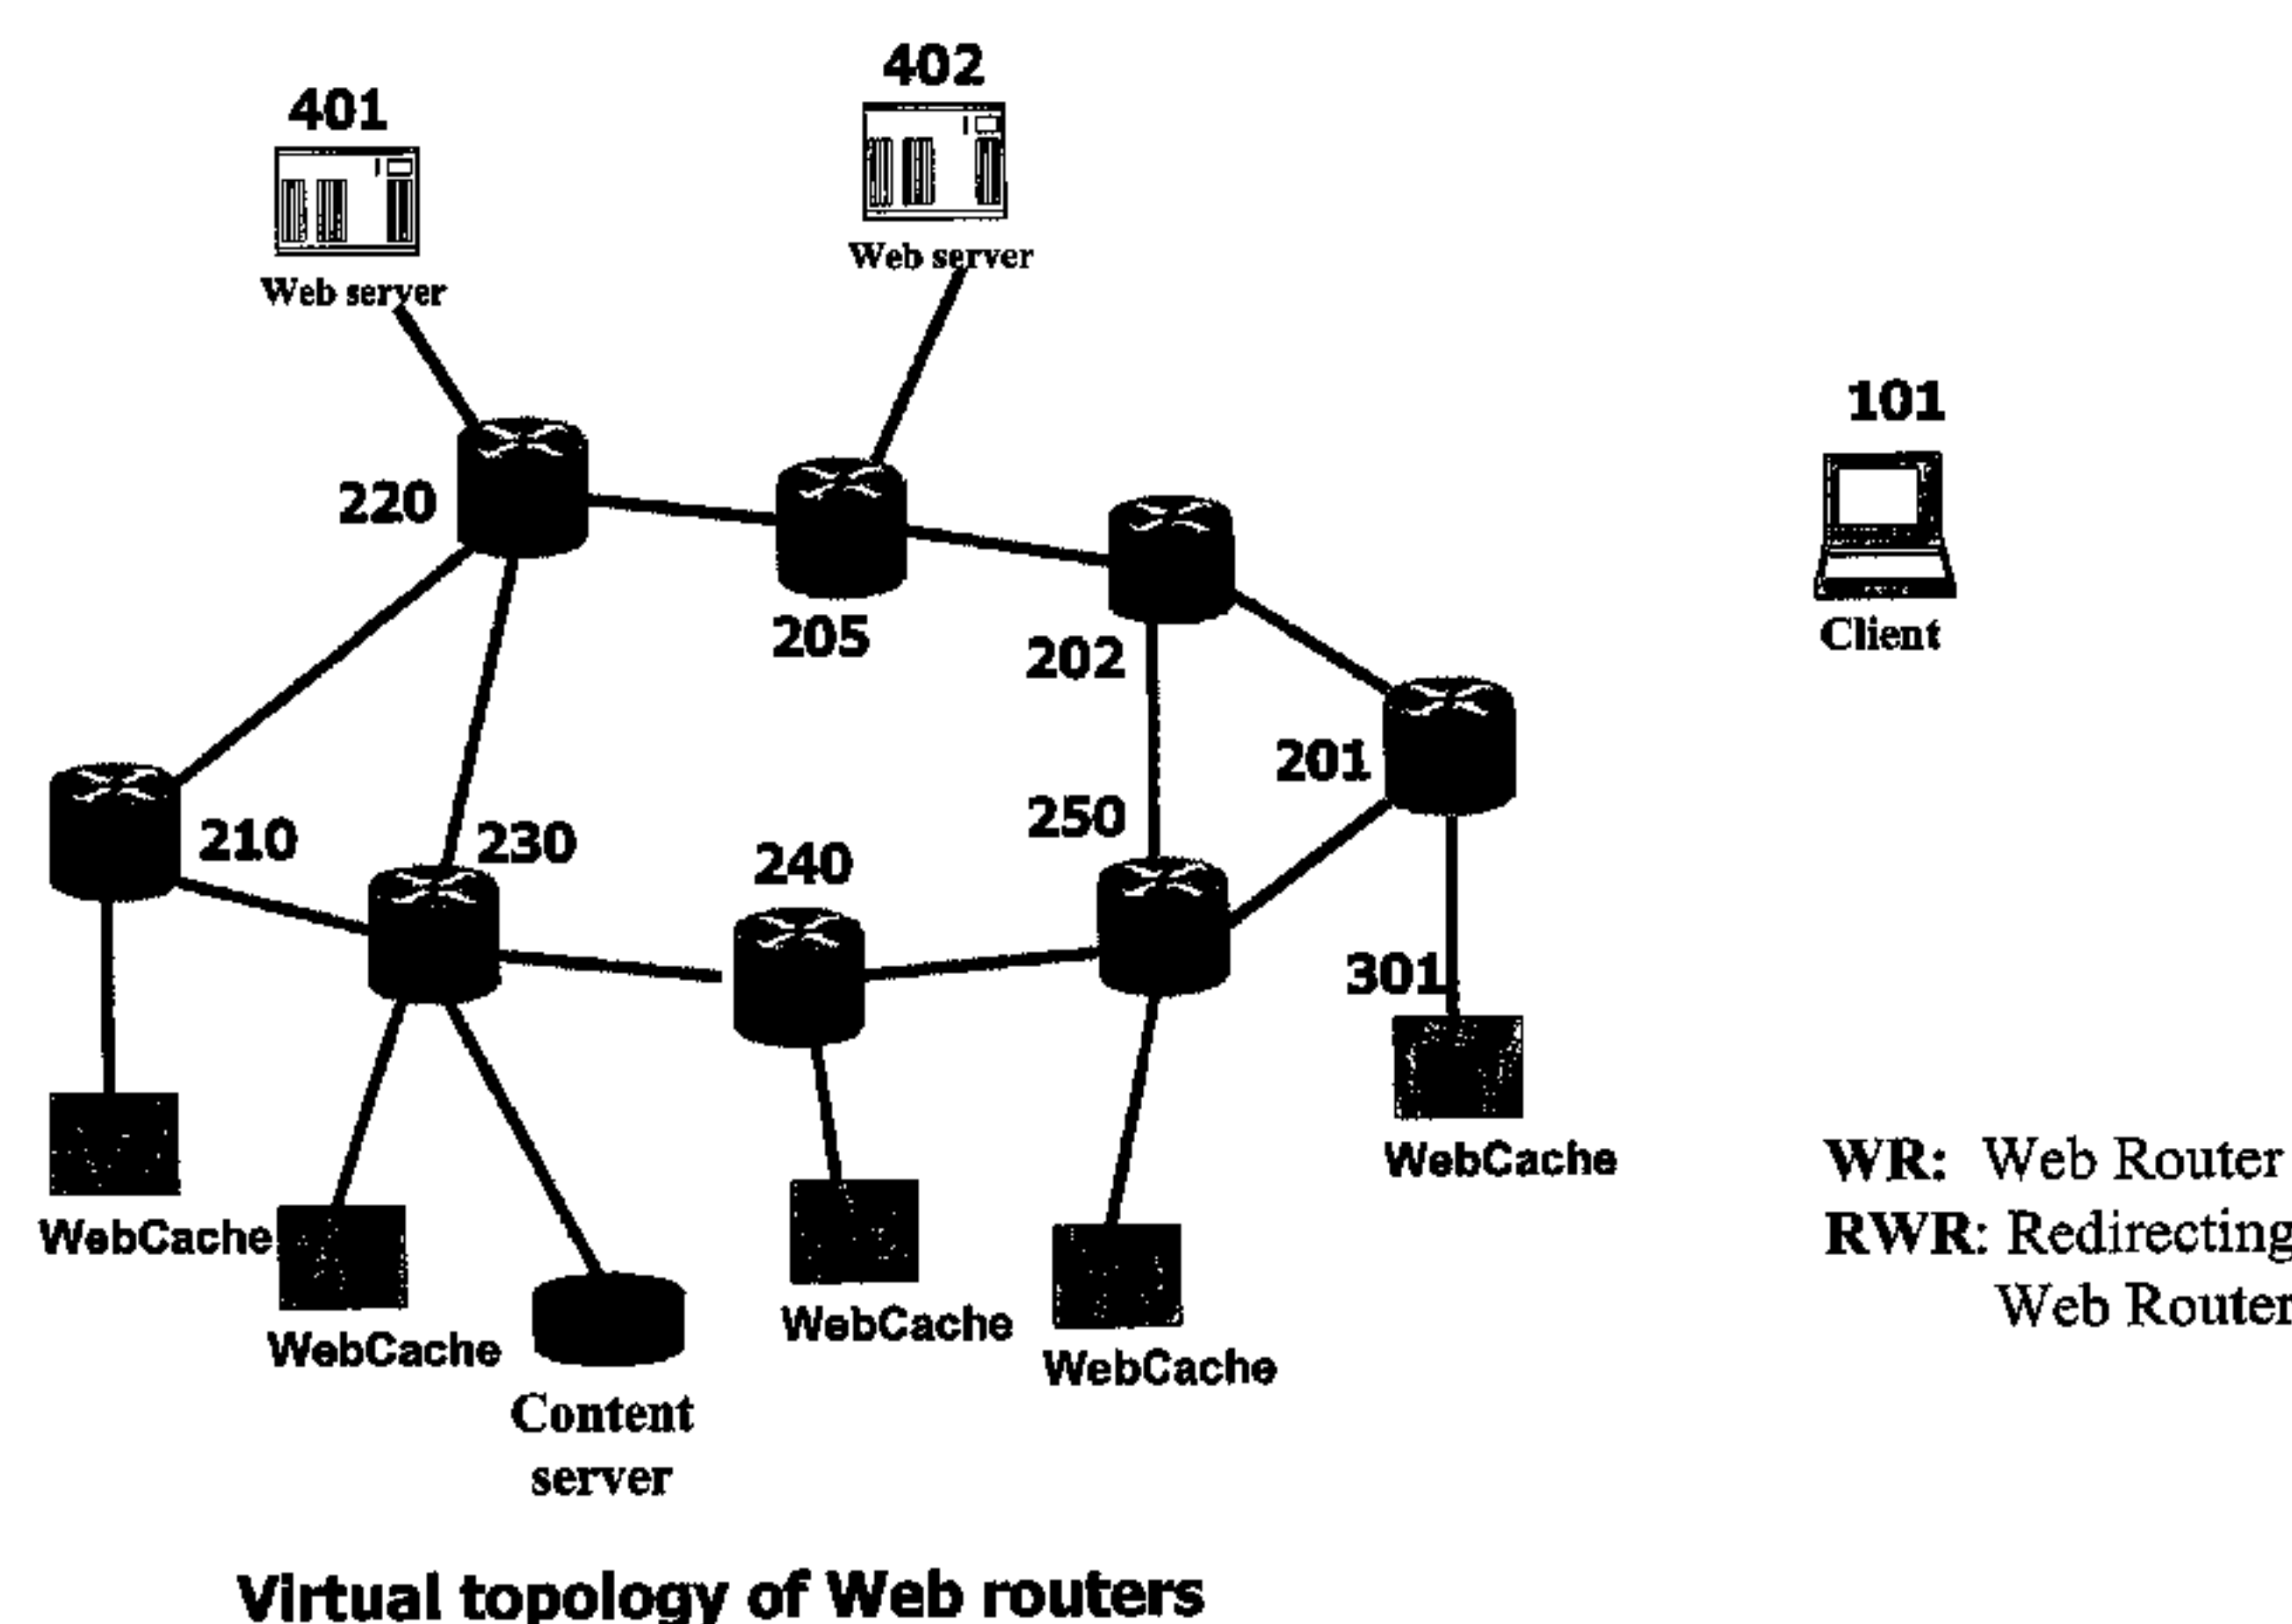 402
401
Web server
Web server
101
Client
220
205
202
201
210
230
240
250
301
WebCache
WebCache
WebCache
WebCache
WebCache
Content
server
WR: Web Router
RWR: Redirecting
Web Router
Virtual topology of Web routers